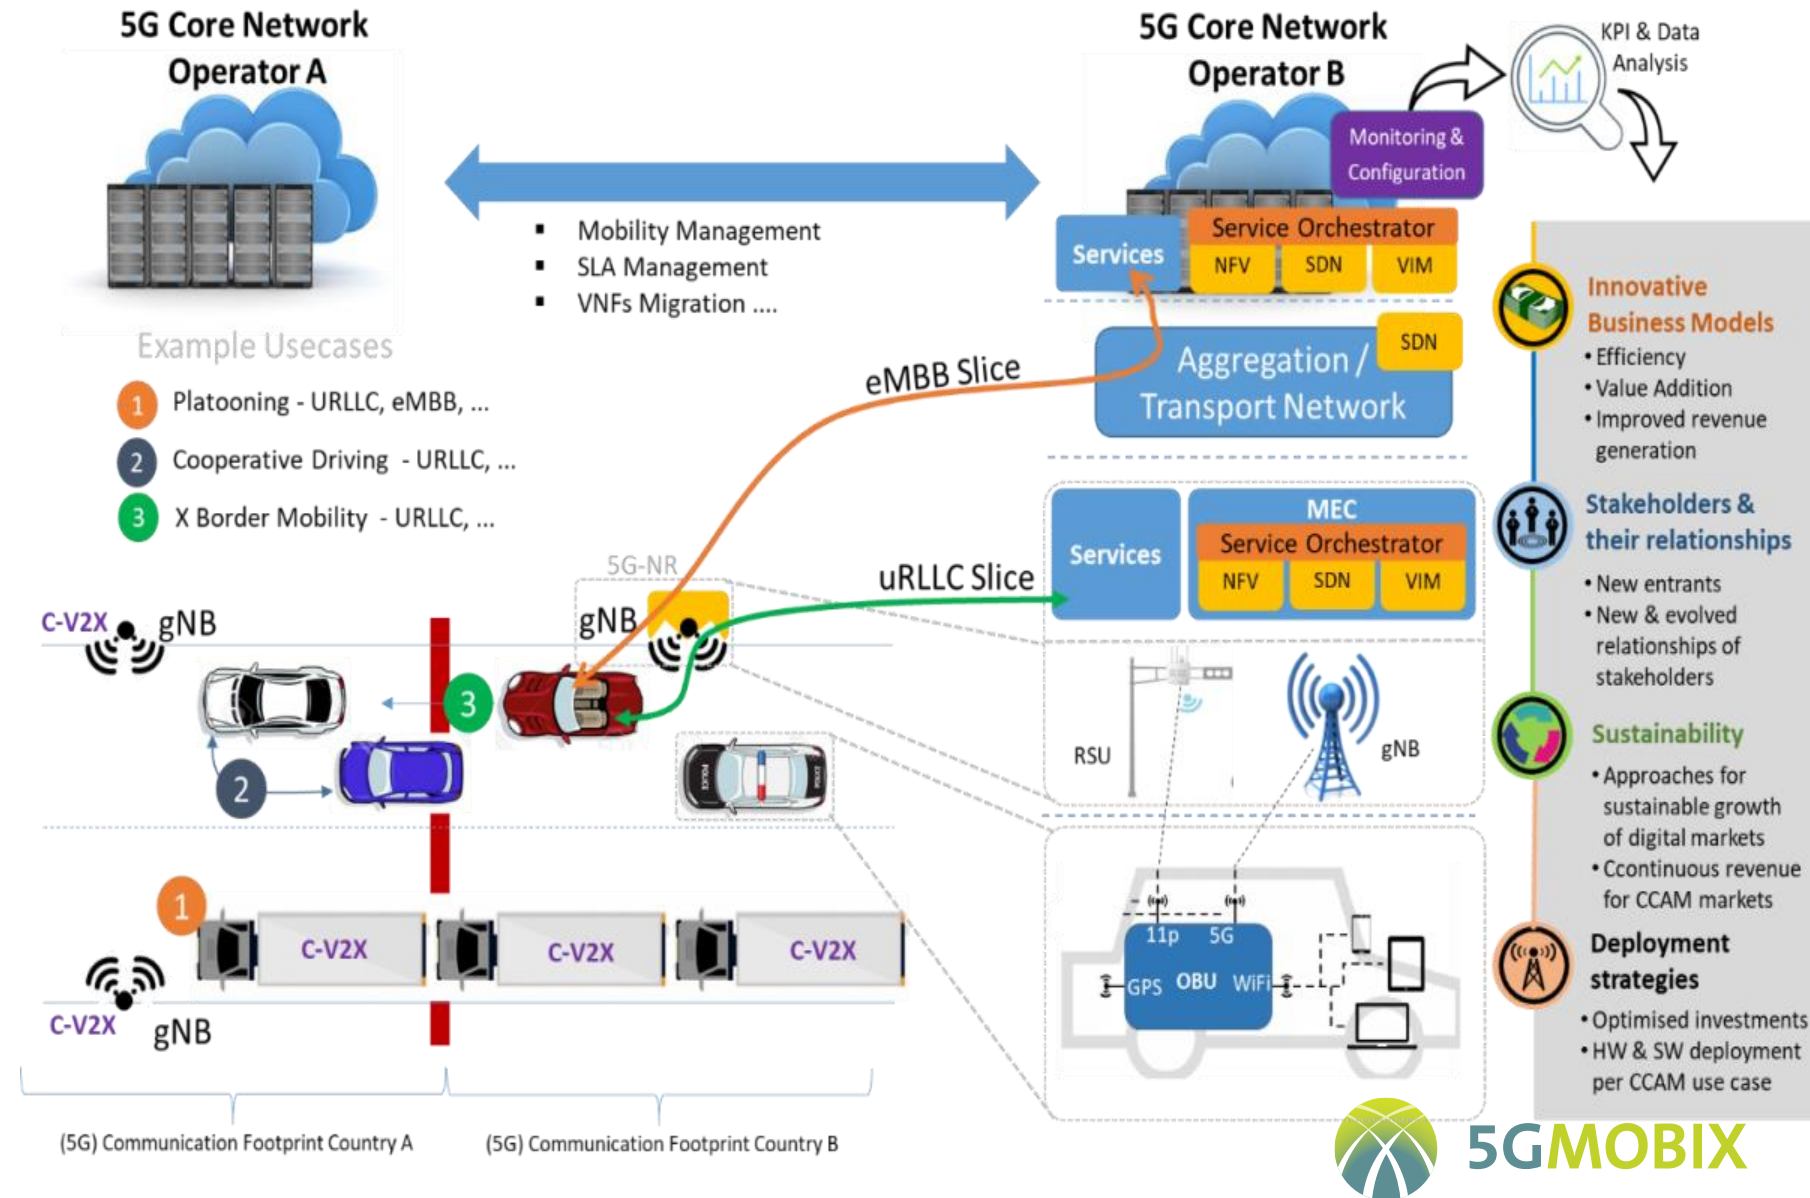 5G Core Network
Operator A
5G Core Network
Operator B
KPI & Data
Analysis
Monitoring &
Configuration
▪ Mobility Management
▪ SLA Management
▪ VNFs Migration ....
Services
Service Orchestrator
NFV SDN VIM
Example Usecases
1 Platooning - URLLC, eMBB, ...
2 Cooperative Driving - URLLC, ...
3 X Border Mobility - URLLC, ...
eMBB Slice
SDN
Aggregation /
Transport Network
uRLLC Slice
Services
MEC
Service Orchestrator
NFV SDN VIM
5G-NR
C-V2X gNB
gNB
3
2
POLICE
RSU
gNB
1
C-V2X
C-V2X
C-V2X
C-V2X
gNB
11p 5G
GPS OBU WiFi
(5G) Communication Footprint Country A
(5G) Communication Footprint Country B
Innovative
Business Models
• Efficiency
• Value Addition
• Improved revenue
generation
Stakeholders &
their relationships
• New entrants
• New & evolved
relationships of
stakeholders
Sustainability
• Approaches for
sustainable growth
of digital markets
• Ccontinuous revenue
for CCAM markets
Deployment
strategies
• Optimised investments
• HW & SW deployment
per CCAM use case
5GMOBIX